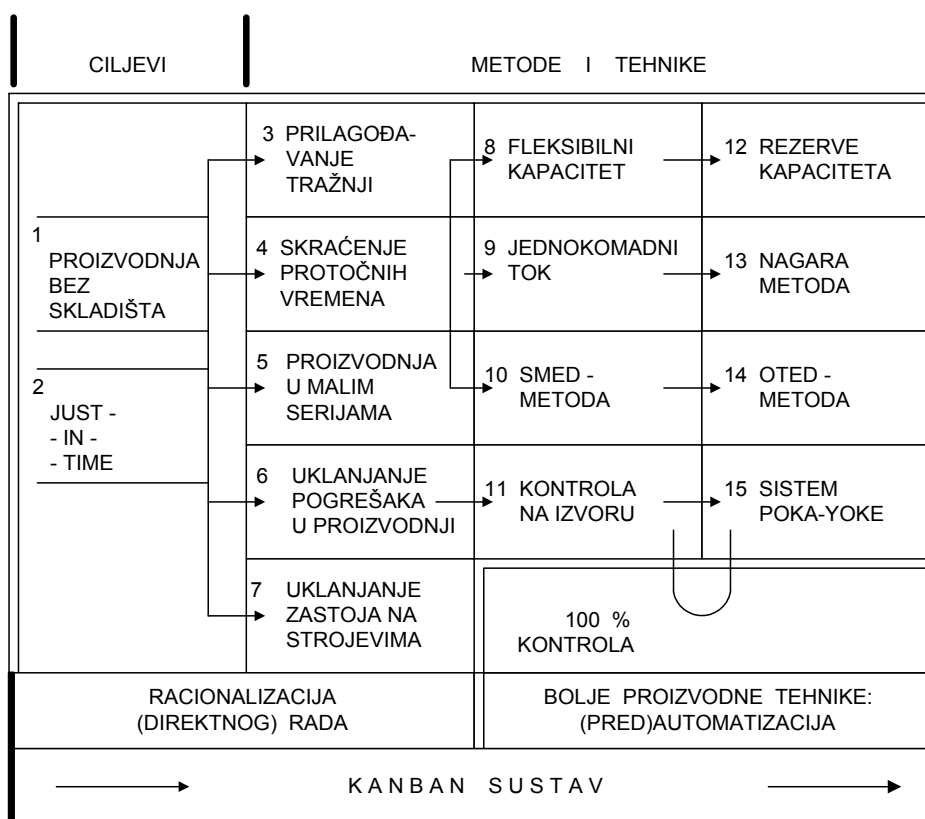 CILJEVI
METODE I TEHNIKE
3 PRILAGOĐA-
VANJE
TRAŽNJI
8 FLEKSIBILNI
KAPACITET
12 REZERVE
KAPACITETA
1
PROIZVODNJA
BEZ
SKLADIŠTA
4 SKRAĆENJE
PROTOČNIH
VREMENA
9 JEDNOKOMADNI
TOK
13 NAGARA
METODA
2
JUST -
- IN -
- TIME
5 PROIZVODNJA
U MALIM
SERIJAMA
10 SMED -
METODA
14 OTED -
METODA
6 UKLANJANJE
POGREŠAKA
U PROIZVODNJI
11 KONTROLA
NA IZVORU
15 SISTEM
POKA-YOKE
7 UKLANJANJE
ZASTOJA NA
STROJEVIMA
100 %
KONTROLA
RACIONALIZACIJA
(DIREKTNOG) RADA
BOLJE PROIZVODNE TEHNIKE:
(PRED)AUTOMATIZACIJA
KANBAN SUSTAV